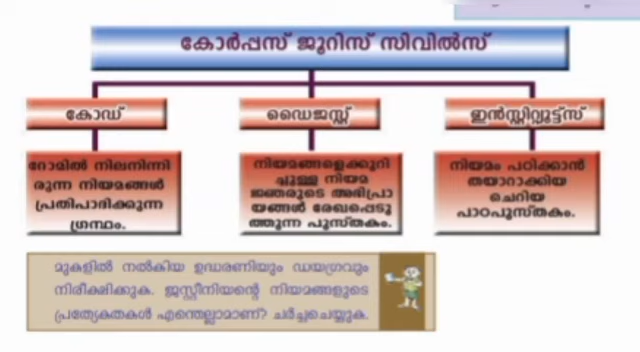 കോർപ്പസ് ജൂറിസ് സിവിൽസ്
കോഡ്
ഡൈജസ്റ്റ്
ഇൻസ്റ്റിറ്റ്യൂട്ട്സ്
റോമിൽ നിലനിന്നി
രുന്ന നിയമങ്ങൾ
പ്രതിപാദിക്കുന്ന
ഗ്രന്ഥം.
നിയമങ്ങളെക്കുറി
ച്ചുള്ള നിയമ
ജ്ഞരുടെ അഭിപ്രാ
യങ്ങൾ രേഖപ്പെടു
ത്തുന്ന പുസ്തകം.
നിയമം പഠിക്കാൻ
തയാറാക്കിയ
ചെറിയ
പാഠപുസ്തകം.
മുകളിൽ നൽകിയ ഉദ്ധരണിയും ഡയഗ്രവും
നിരീക്ഷിക്കുക. ജസ്റ്റീനിയന്റെ നിയമങ്ങളുടെ
പ്രത്യേകതകൾ എന്തെല്ലാമാണ്? ചർച്ചചെയ്യുക.